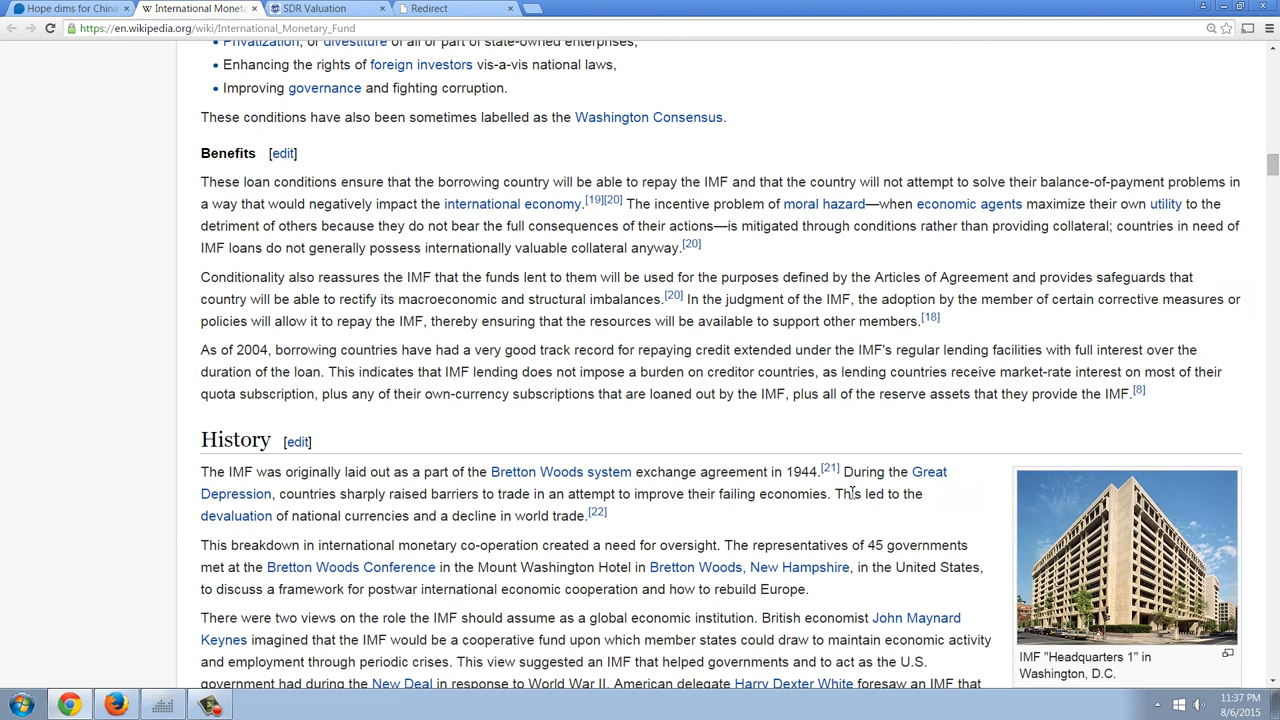 Hope dims for China
International Moneta
SDR Valuation
Redirect
https://en.wikipedia.org/wiki/International_Monetary_Fund
Privatization, or divestiture of all or part of state-owned enterprises,
Enhancing the rights of foreign investors vis-a-vis national laws,
Improving governance and fighting corruption.
These conditions have also been sometimes labelled as the Washington Consensus.
Benefits [edit]
These loan conditions ensure that the borrowing country will be able to repay the IMF and that the country will not attempt to solve their balance-of-payment problems in
a way that would negatively impact the international economy.[19][20] The incentive problem of moral hazard—when economic agents maximize their own utility to the
detriment of others because they do not bear the full consequences of their actions—is mitigated through conditions rather than providing collateral; countries in need of
IMF loans do not generally possess internationally valuable collateral anyway.[20]
Conditionality also reassures the IMF that the funds lent to them will be used for the purposes defined by the Articles of Agreement and provides safeguards that
country will be able to rectify its macroeconomic and structural imbalances.[20] In the judgment of the IMF, the adoption by the member of certain corrective measures or
policies will allow it to repay the IMF, thereby ensuring that the resources will be available to support other members.[18]
As of 2004, borrowing countries have had a very good track record for repaying credit extended under the IMF's regular lending facilities with full interest over the
duration of the loan. This indicates that IMF lending does not impose a burden on creditor countries, as lending countries receive market-rate interest on most of their
quota subscription, plus any of their own-currency subscriptions that are loaned out by the IMF, plus all of the reserve assets that they provide the IMF.[8]
History [edit]
The IMF was originally laid out as a part of the Bretton Woods system exchange agreement in 1944.[21] During the Great
Depression, countries sharply raised barriers to trade in an attempt to improve their failing economies. This led to the
devaluation of national currencies and a decline in world trade.[22]
This breakdown in international monetary co-operation created a need for oversight. The representatives of 45 governments
met at the Bretton Woods Conference in the Mount Washington Hotel in Bretton Woods, New Hampshire, in the United States,
to discuss a framework for postwar international economic cooperation and how to rebuild Europe.
There were two views on the role the IMF should assume as a global economic institution. British economist John Maynard
Keynes imagined that the IMF would be a cooperative fund upon which member states could draw to maintain economic activity
and employment through periodic crises. This view suggested an IMF that helped governments and to act as the U.S.
government had during the New Deal in response to World War II. American delegate Harry Dexter White foresaw an IMF that
IMF "Headquarters 1" in
Washington, D.C.
11:37 PM
8/6/2015